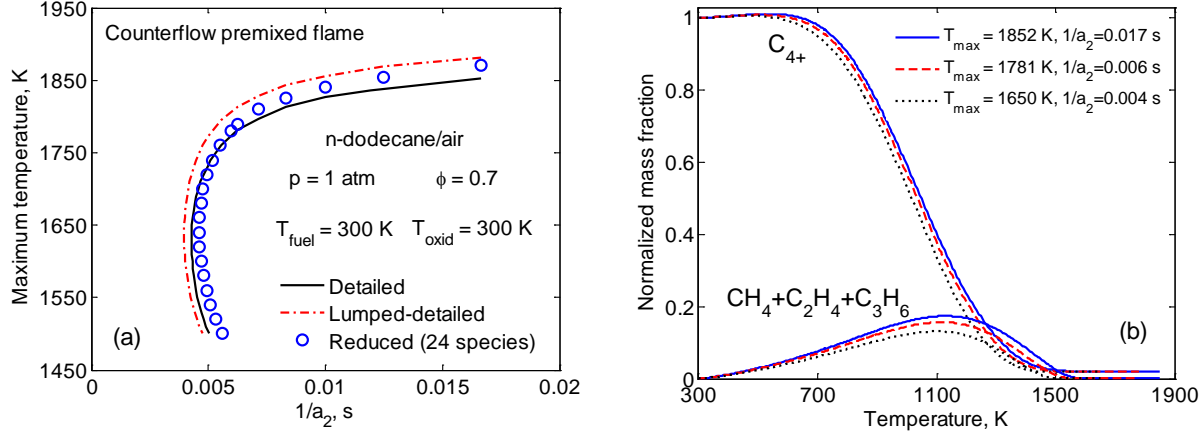 Counterflow premixed flame
n-dodecane/air
p = 1 atm ϕ = 0.7
T_fuel = 300 K T_oxid = 300 K
Detailed
Lumped-detailed
Reduced (24 species)
(a)
Maximum temperature, K
1850
1750
1650
1550
1450
0 0.005 0.01 0.015 0.02
1/a_2, s
C_4+
T_max = 1852 K, 1/a_2=0.017 s
T_max = 1781 K, 1/a_2=0.006 s
T_max = 1650 K, 1/a_2=0.004 s
CH_4+C_2H_4+C_3H_6
(b)
Normalized mass fraction
1
0.8
0.6
0.4
0.2
0
300 700 1100 1500 1900
Temperature, K